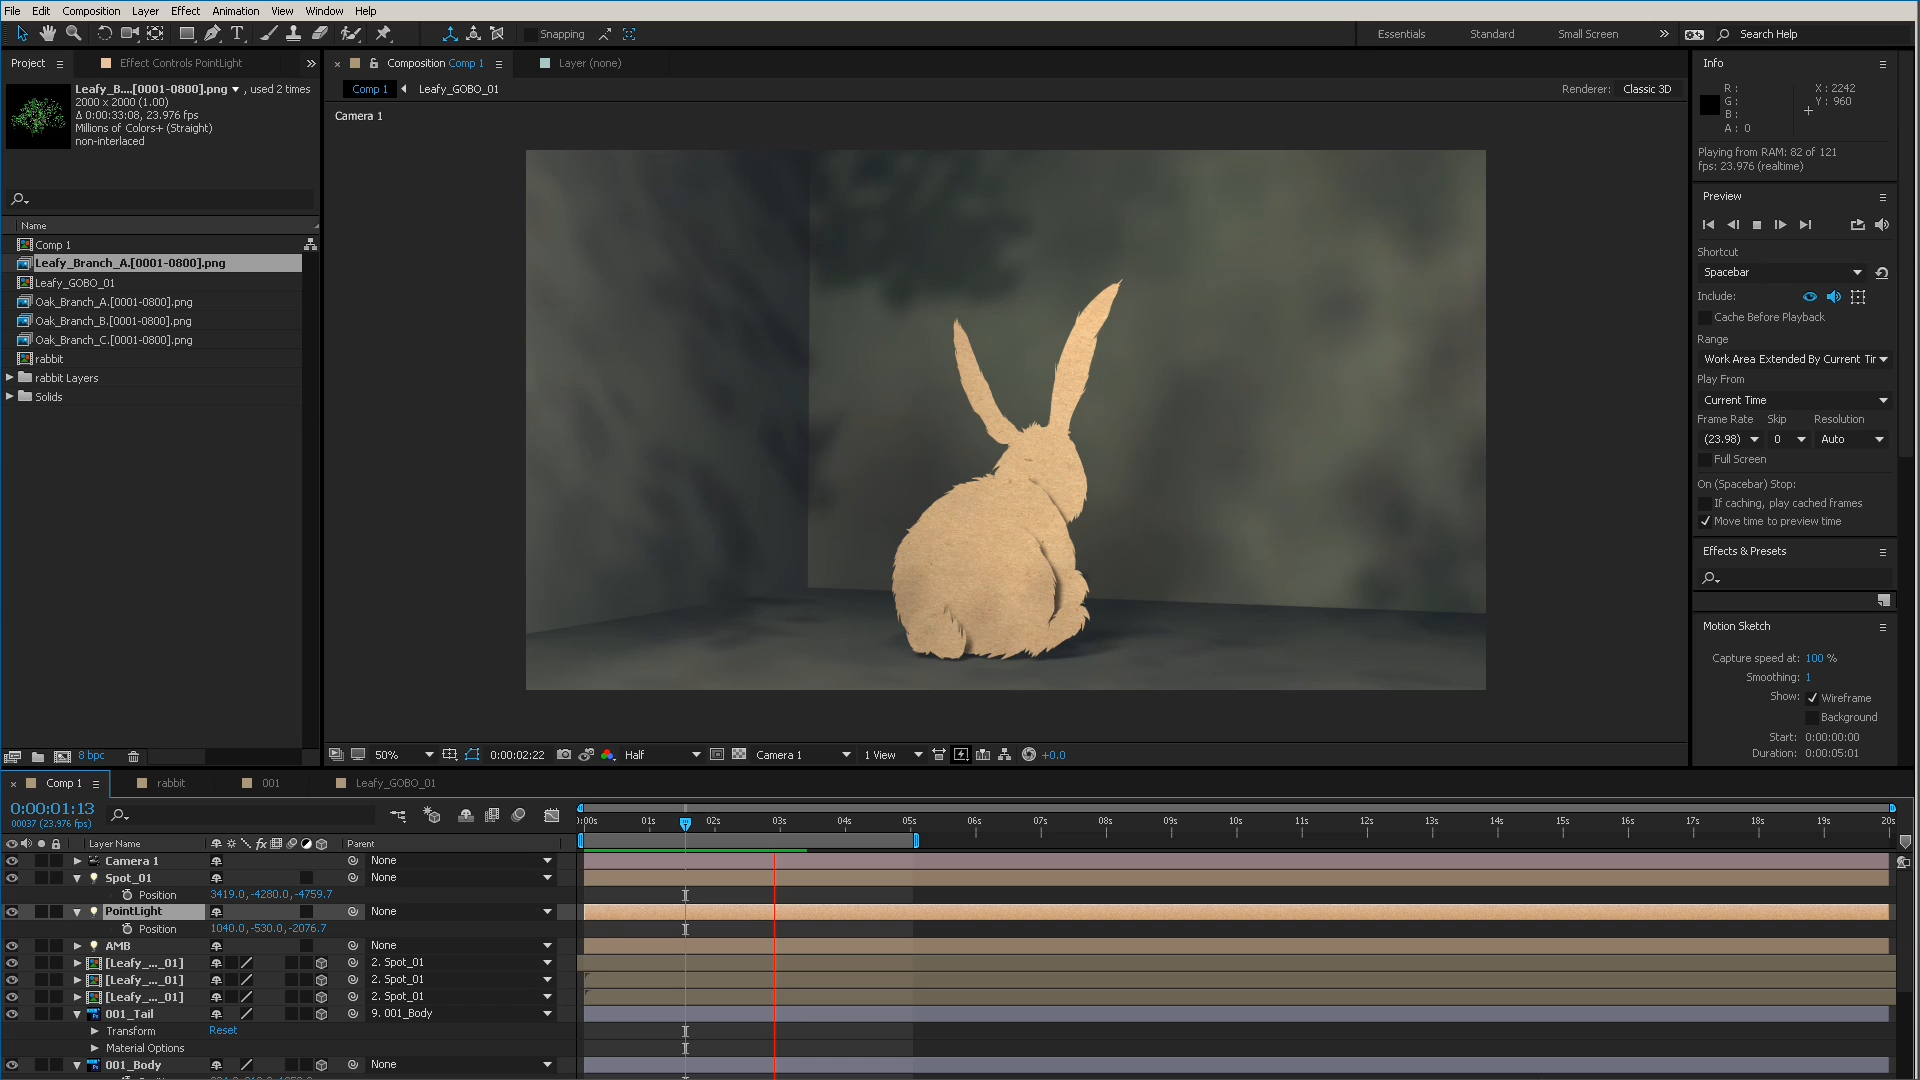 File Edit Composition Layer Effect Animation View Window Help
Snapping
Essentials Standard Small Screen Search Help
Project Effect Controls PointLight
Composition Comp 1 Layer (none)
Leafy_B....[0001-0800].png , used 2 times
2000 x 2000 (1.00)
Δ 0:00:33:08, 23.976 fps
Millions of Colors+ (Straight)
non-interlaced
Comp 1 Leafy_GOBO_01
Renderer: Classic 3D
Camera 1
Name
Comp 1
Leafy_Branch_A.[0001-0800].png
Leafy_GOBO_01
Oak_Branch_A.[0001-0800].png
Oak_Branch_B.[0001-0800].png
Oak_Branch_C.[0001-0800].png
rabbit
rabbit Layers
Solids
8 bpc
50% 0:00:02:22 Half Camera 1 1 View +0.0
Info
R : X : 2242
G : Y : 960
B :
A : 0
Playing from RAM: 82 of 121
fps: 23.976 (realtime)
Preview
Shortcut
Spacebar
Include:
Cache Before Playback
Range
Work Area Extended By Current Tir
Play From
Current Time
Frame Rate Skip Resolution
(23.98) 0 Auto
Full Screen
On (Spacebar) Stop:
If caching, play cached frames
Move time to preview time
Effects & Presets
Motion Sketch
Capture speed at: 100 %
Smoothing: 1
Show: Wireframe
Background
Start: 0:00:00:00
Duration: 0:00:05:01
Comp 1 rabbit 001 Leafy_GOBO_01
0:00:01:13
00037 (23.976 fps)
):00s 01s 02s 03s 04s 05s 06s 07s 08s 09s 10s 11s 12s 13s 14s 15s 16s 17s 18s 19s 20s
Layer Name Parent
Camera 1 None
Spot_01 None
Position 3419.0,-4280.0,-4759.7
PointLight None
Position 1040.0,-530.0,-2076.7
AMB None
[Leafy_..._01] 2. Spot_01
[Leafy_..._01] 2. Spot_01
[Leafy_..._01] 2. Spot_01
001_Tail 9. 001_Body
Transform Reset
Material Options
001_Body None